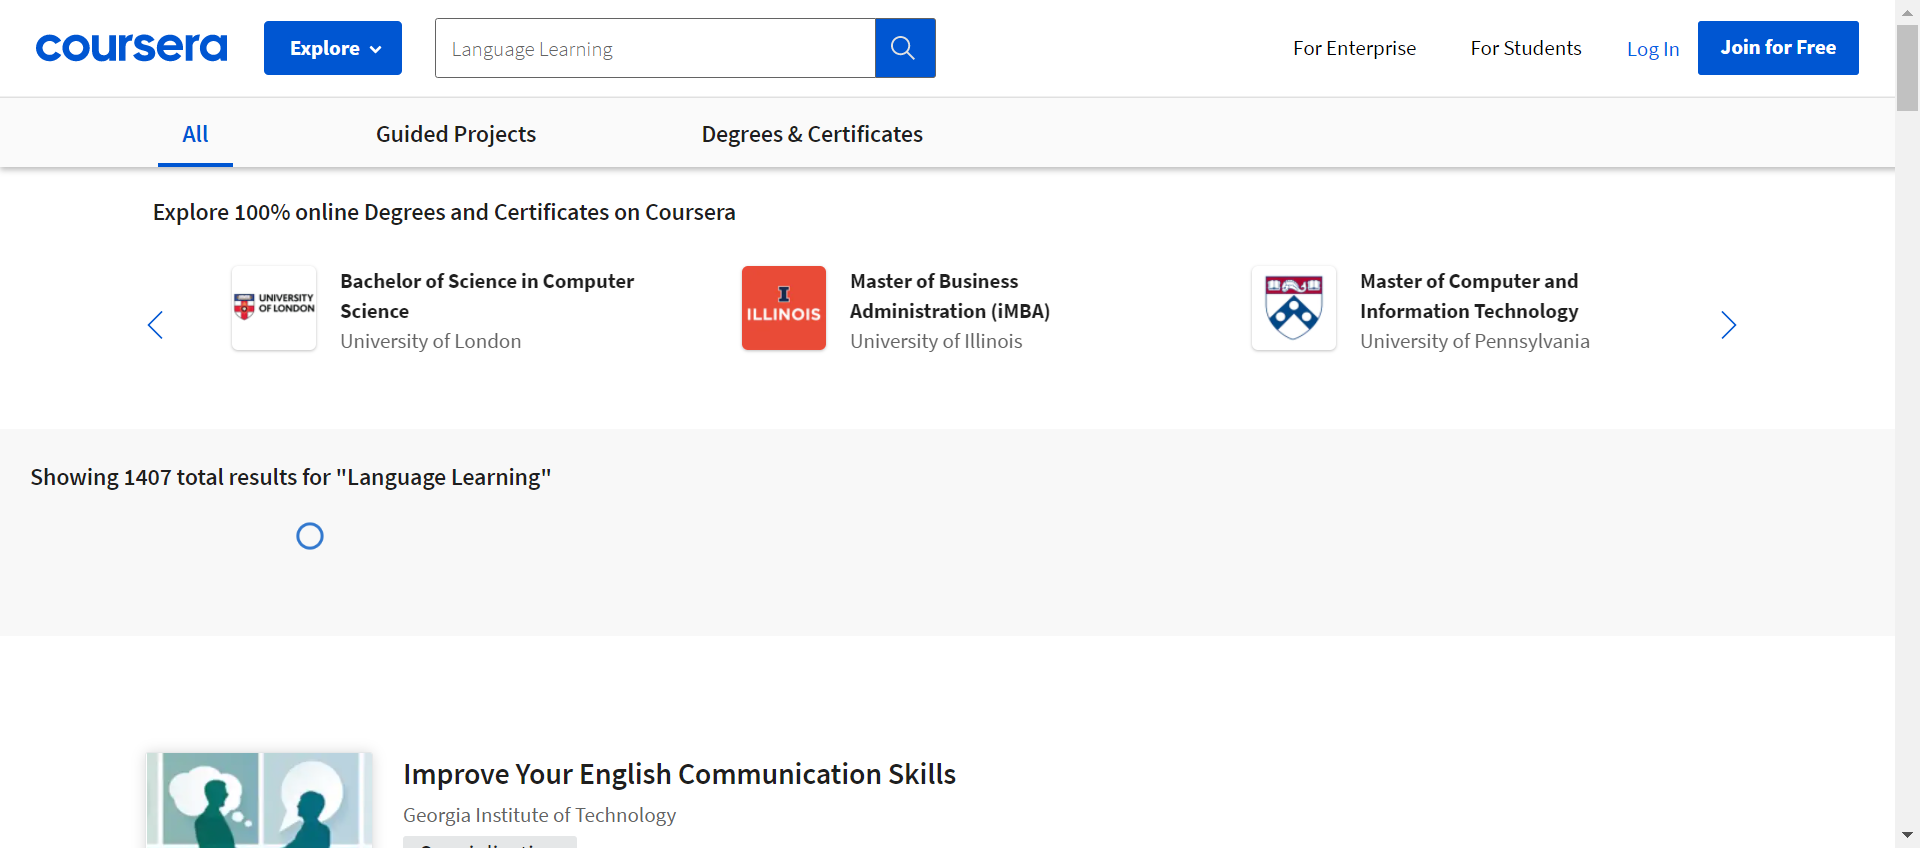 coursera
Explore
Language Learning
For Enterprise
For Students
Log In
Join for Free
All
Guided Projects
Degrees & Certificates
Explore 100% online Degrees and Certificates on Coursera
UNIVERSITY
OF LONDON
Bachelor of Science in Computer
Science
University of London
I
ILLINOIS
Master of Business
Administration (iMBA)
University of Illinois
Master of Computer and
Information Technology
University of Pennsylvania
Showing 1407 total results for "Language Learning"
Improve Your English Communication Skills
Georgia Institute of Technology